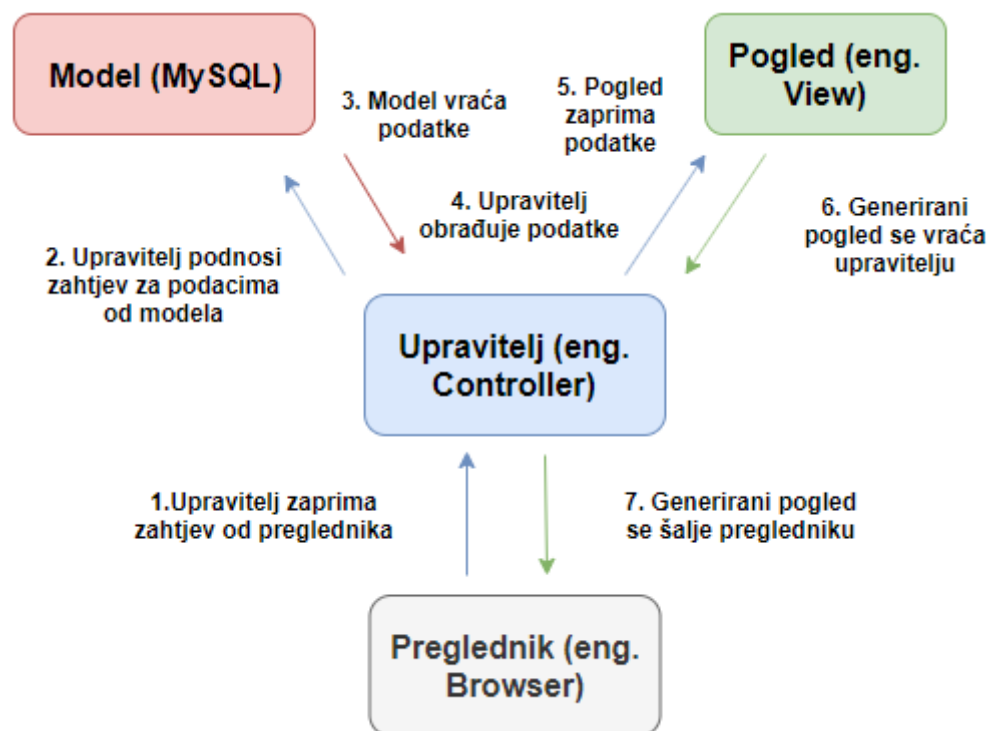 Model (MySQL)
Pogled (eng.
View)
3. Model vraća
podatke
5. Pogled
zaprima
podatke
4. Upravitelj
obrađuje podatke
6. Generirani
pogled se vraća
upravitelju
2. Upravitelj podnosi
zahtjev za podacima
od modela
Upravitelj (eng.
Controller)
1.Upravitelj zaprima
zahtjev od preglednika
7. Generirani pogled
se šalje pregledniku
Preglednik (eng.
Browser)